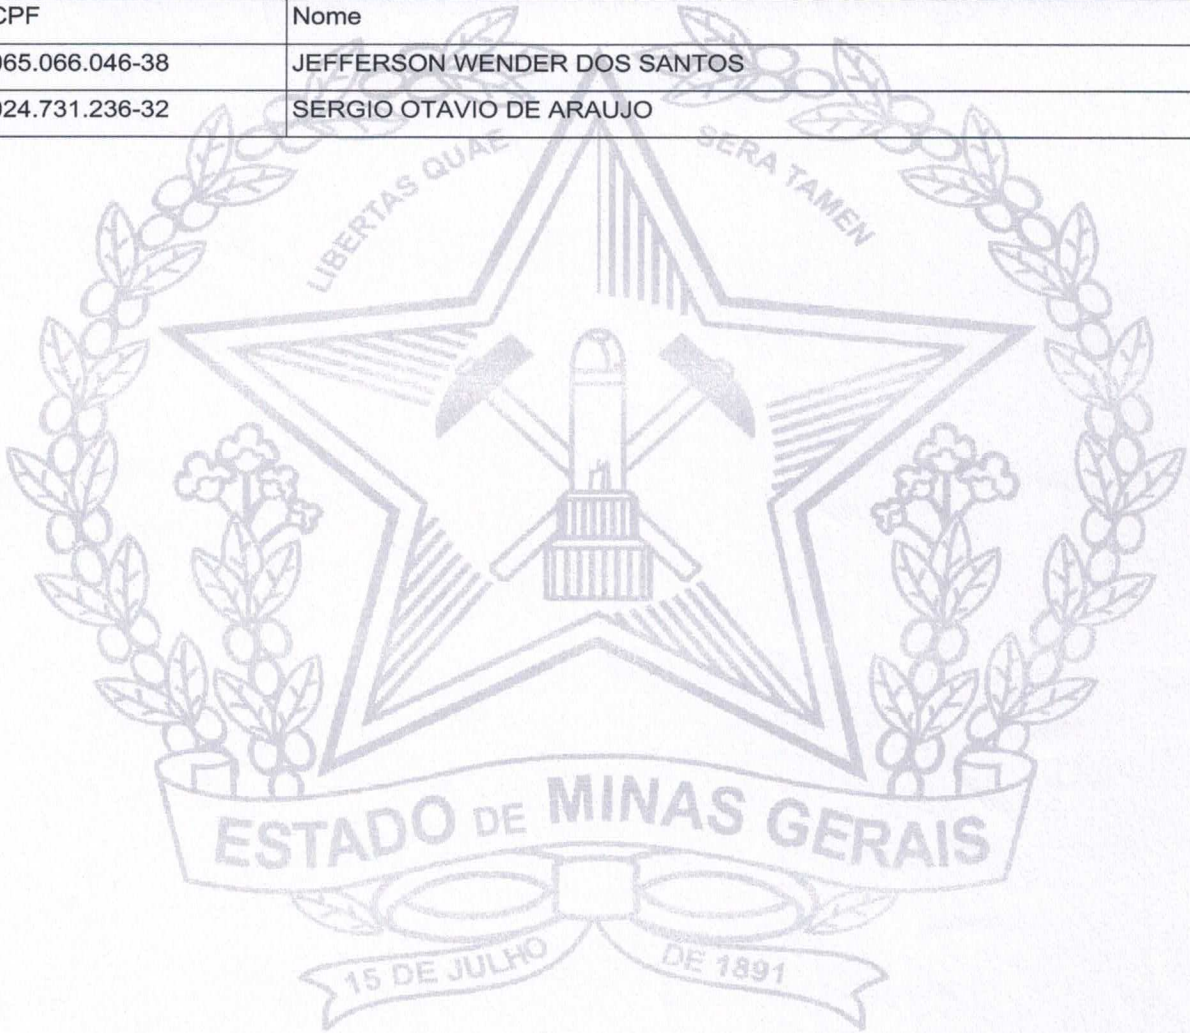 CPF Nome
065.066.046-38 JEFFERSON WENDER DOS SANTOS
024.731.236-32 SERGIO OTAVIO DE ARAUJO
LIBERTAS QUAE SERA TAMEN
ESTADO DE MINAS GERAIS
15 DE JULHO DE 1891